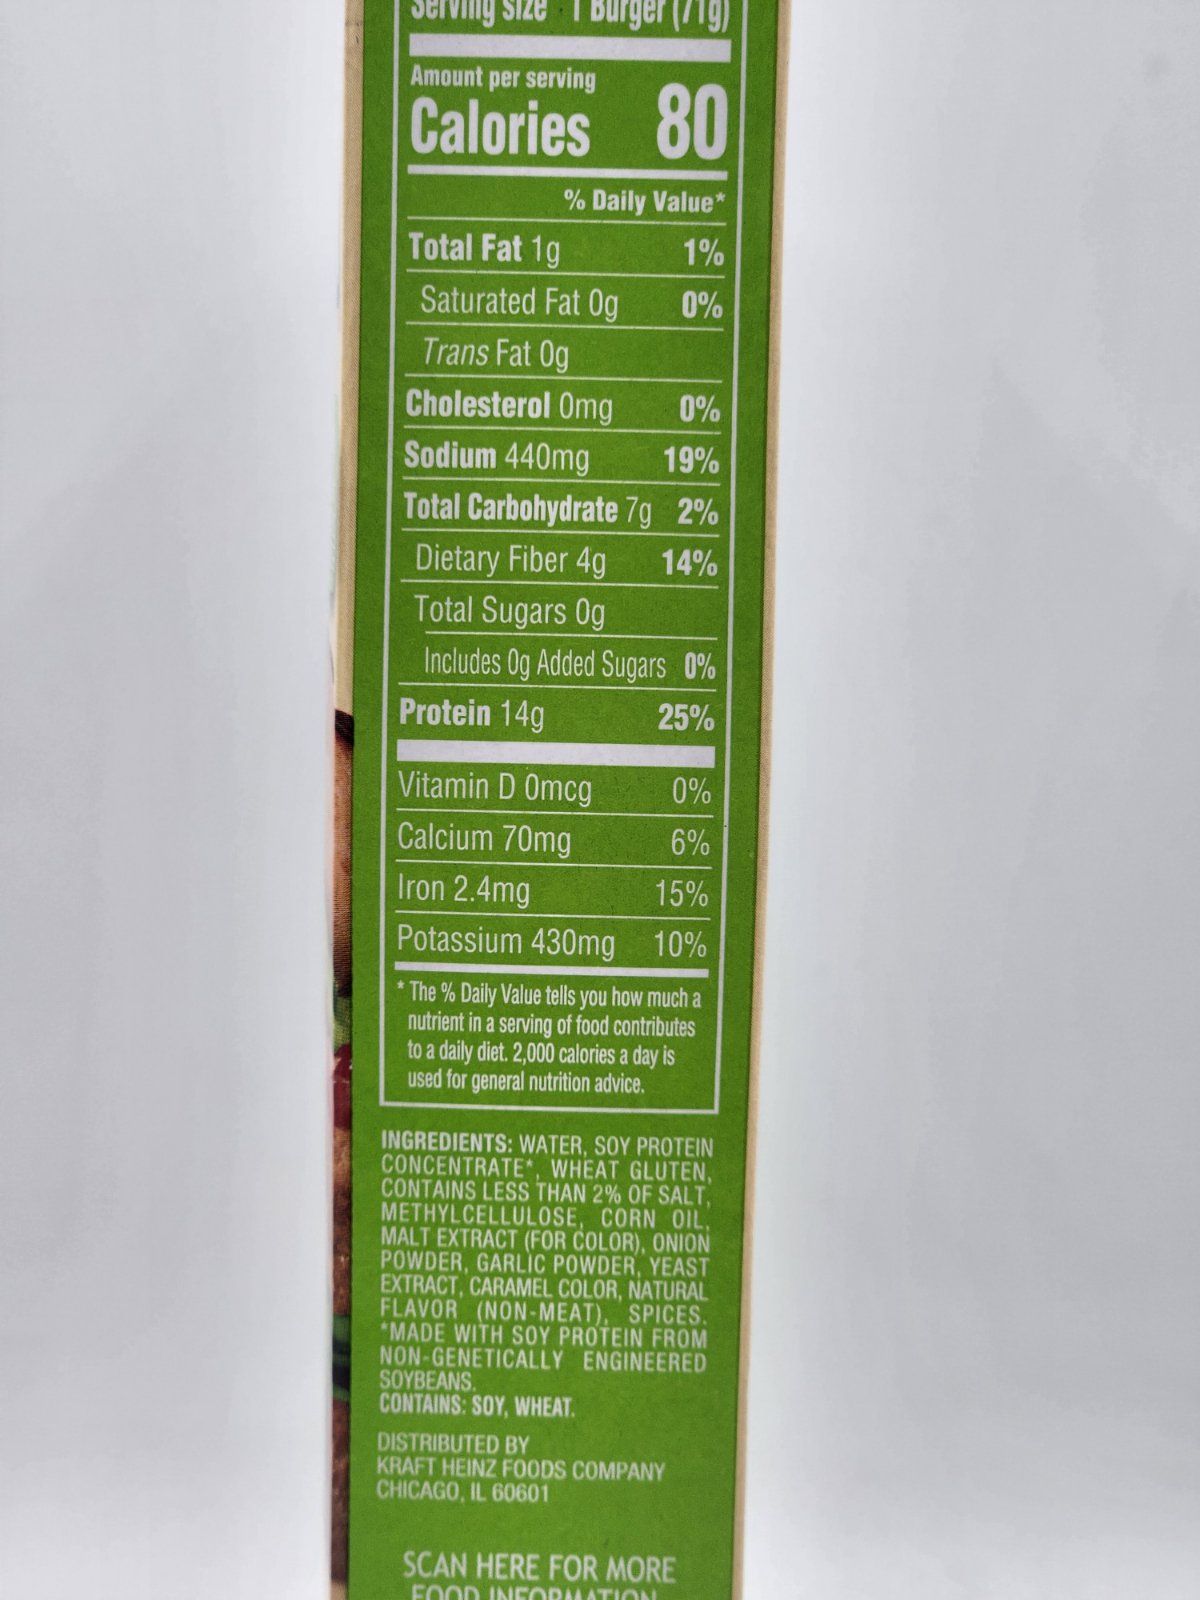 Serving size 1 Burger (71g)
Amount per serving
Calories 80
% Daily Value*
Total Fat 1g 1%
Saturated Fat 0g 0%
Trans Fat 0g
Cholesterol 0mg 0%
Sodium 440mg 19%
Total Carbohydrate 7g 2%
Dietary Fiber 4g 14%
Total Sugars 0g
Includes 0g Added Sugars 0%
Protein 14g 25%
Vitamin D 0mcg 0%
Calcium 70mg 6%
Iron 2.4mg 15%
Potassium 430mg 10%
* The % Daily Value tells you how much a
nutrient in a serving of food contributes
to a daily diet. 2,000 calories a day is
used for general nutrition advice.
INGREDIENTS: WATER, SOY PROTEIN
CONCENTRATE*, WHEAT GLUTEN,
CONTAINS LESS THAN 2% OF SALT,
METHYLCELLULOSE, CORN OIL,
MALT EXTRACT (FOR COLOR), ONION
POWDER, GARLIC POWDER, YEAST
EXTRACT, CARAMEL COLOR, NATURAL
FLAVOR (NON-MEAT), SPICES.
*MADE WITH SOY PROTEIN FROM
NON-GENETICALLY ENGINEERED
SOYBEANS.
CONTAINS: SOY, WHEAT.
DISTRIBUTED BY
KRAFT HEINZ FOODS COMPANY
CHICAGO, IL 60601
SCAN HERE FOR MORE
FOOD INFORMATION